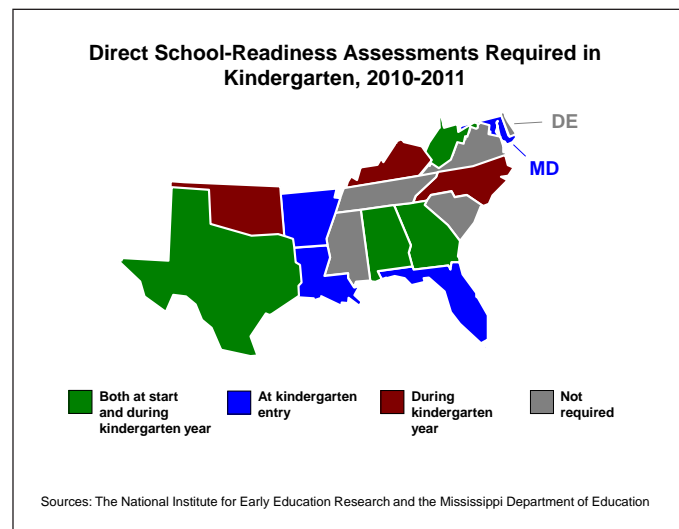 Direct School-Readiness Assessments Required in
Kindergarten, 2010-2011
DE
MD
Both at start
and during
kindergarten year
At kindergarten
entry
During
kindergarten
year
Not
required
Sources: The National Institute for Early Education Research and the Mississippi Department of Education